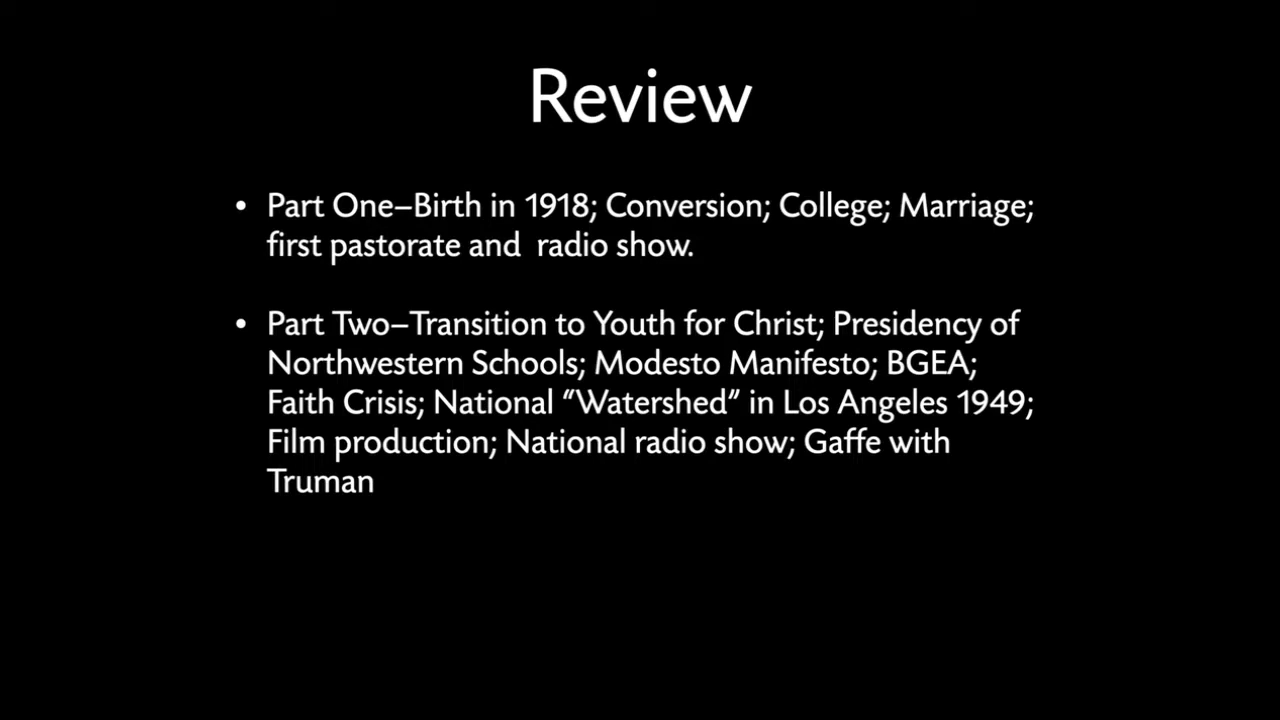 Review
• Part One–Birth in 1918; Conversion; College; Marriage;
first pastorate and  radio show.
• Part Two–Transition to Youth for Christ; Presidency of
Northwestern Schools; Modesto Manifesto; BGEA;
Faith Crisis; National “Watershed” in Los Angeles 1949;
Film production; National radio show; Gaffe with
Truman